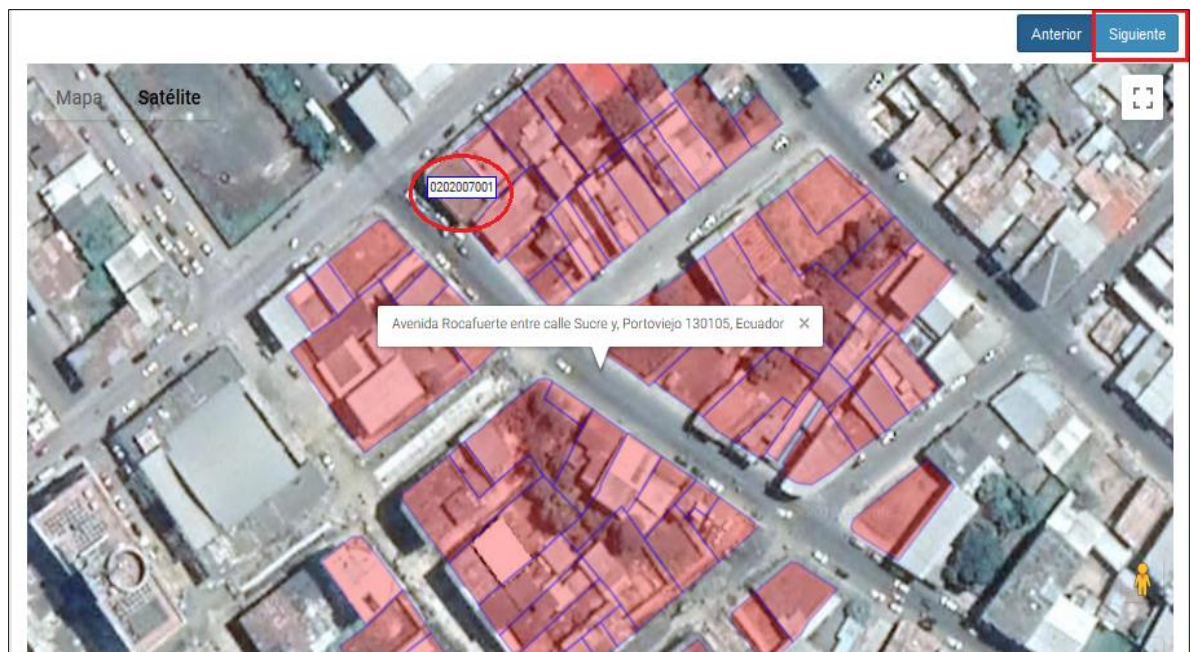 Anterior Siguiente
Mapa Satélite
0202007001
Avenida Rocafuerte entre calle Sucre y, Portoviejo 130105, Ecuador